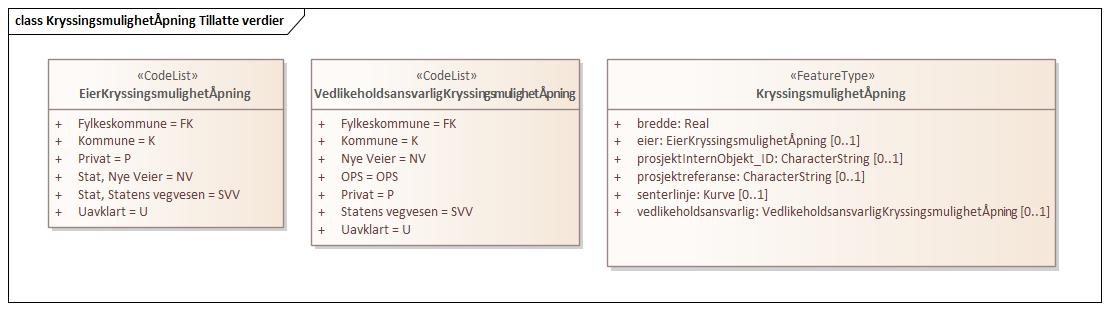 class KryssingsmulighetÅpning Tillatte verdier
«CodeList»
EierKryssingsmulighetÅpning
+ Fylkeskommune = FK
+ Kommune = K
+ Privat = P
+ Stat, Nye Veier = NV
+ Stat, Statens vegvesen = SVV
+ Uavklart = U
«CodeList»
VedlikeholdsansvarligKryssingsmulighetÅpning
+ Fylkeskommune = FK
+ Kommune = K
+ Nye Veier = NV
+ OPS = OPS
+ Privat = P
+ Statens vegvesen = SVV
+ Uavklart = U
«FeatureType»
KryssingsmulighetÅpning
+ bredde: Real
+ eier: EierKryssingsmulighetÅpning [0..1]
+ prosjektInternObjekt_ID: CharacterString [0..1]
+ prosjektreferanse: CharacterString [0..1]
+ senterlinje: Kurve [0..1]
+ vedlikeholdsansvarlig: VedlikeholdsansvarligKryssingsmulighetÅpning [0..1]